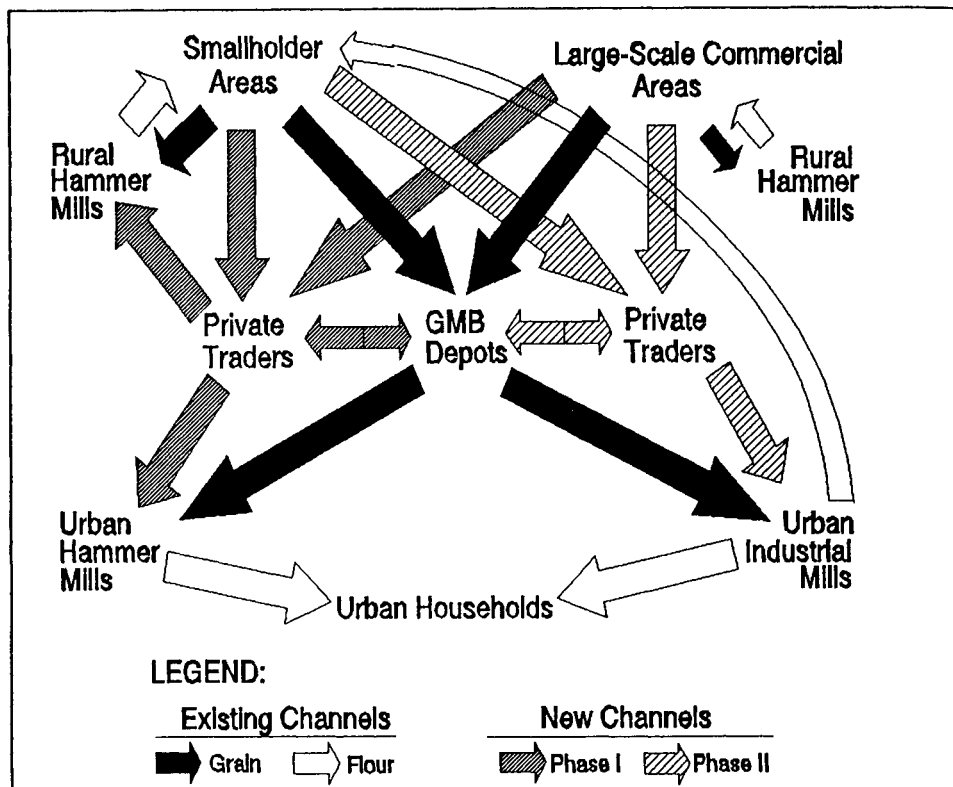 Smallholder
Areas
Large-Scale Commercial
Areas
Rural
Hammer
Mills
Rural
Hammer
Mills
Private
Traders
GMB
Depots
Private
Traders
Urban
Hammer
Mills
Urban
Industrial
Mills
Urban Households
LEGEND:
Existing Channels
New Channels
Grain
Flour
Phase I
Phase II